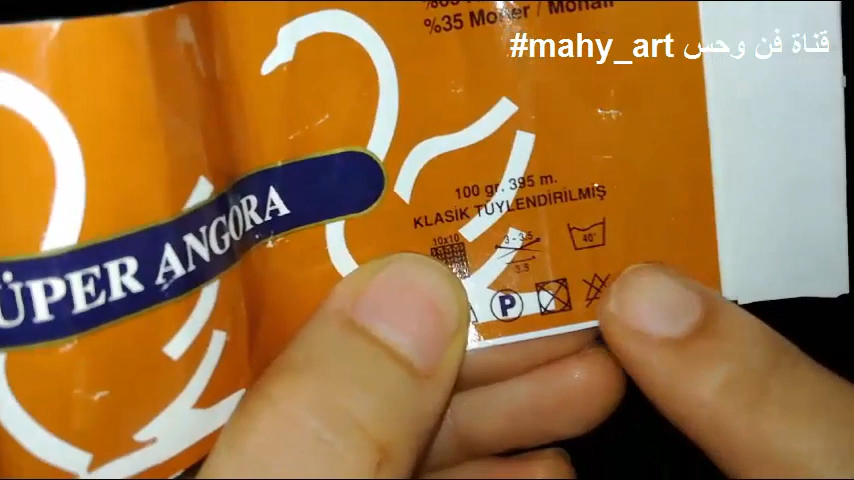 %35 Moher / Mohair
#mahy_art قناة فن وحس
100 gr. 395 m.
KLASİK TÜYLENDİRİLMİŞ
ÜPER ANGORA
10x10
3 - 3.5
3.5
40°
P